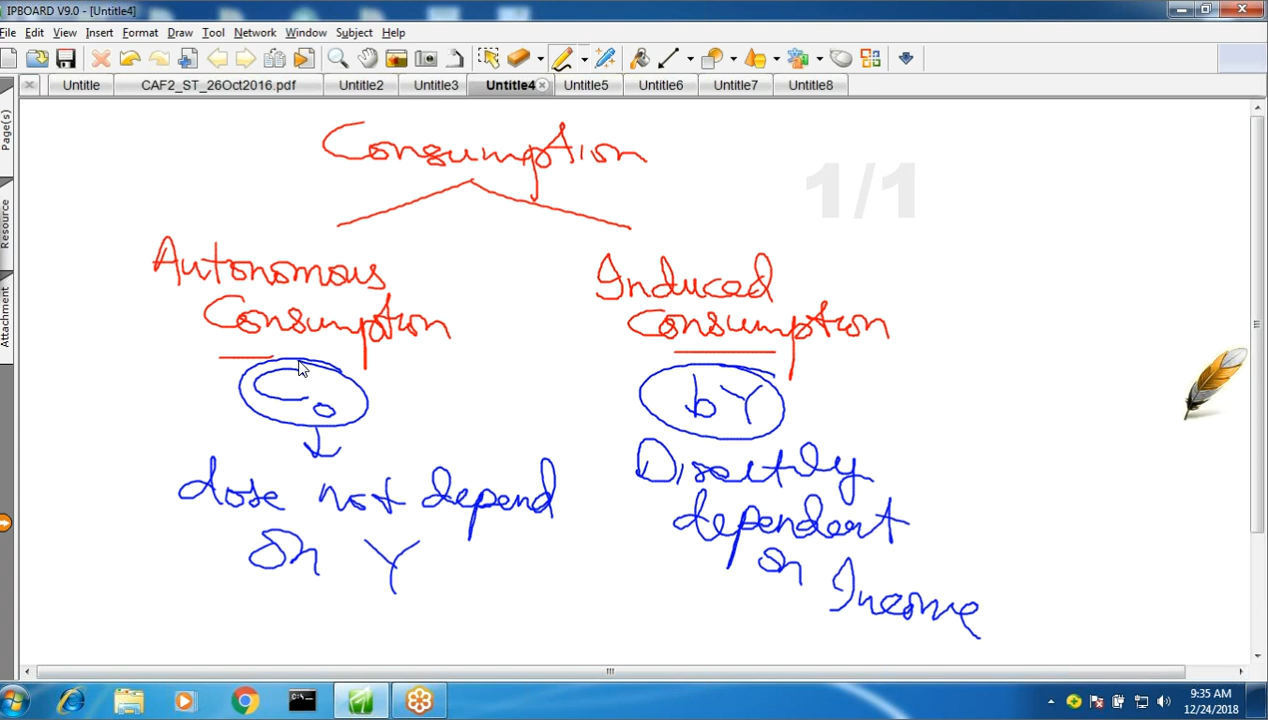 IPBOARD V9.0 - [Untitle4]
File Edit View Insert Format Draw Tool Network Window Subject Help
Untitle CAF2_ST_26Oct2016.pdf Untitle2 Untitle3 Untitle4 Untitle5 Untitle6 Untitle7 Untitle8
Page(s)
Resource
Attachment
1/1
Consumption
Autonomous
Consumption
Co
dose not depend
on Y
Induced
Consumption
bY
Directly
dependent
on Income
9:35 AM
12/24/2018